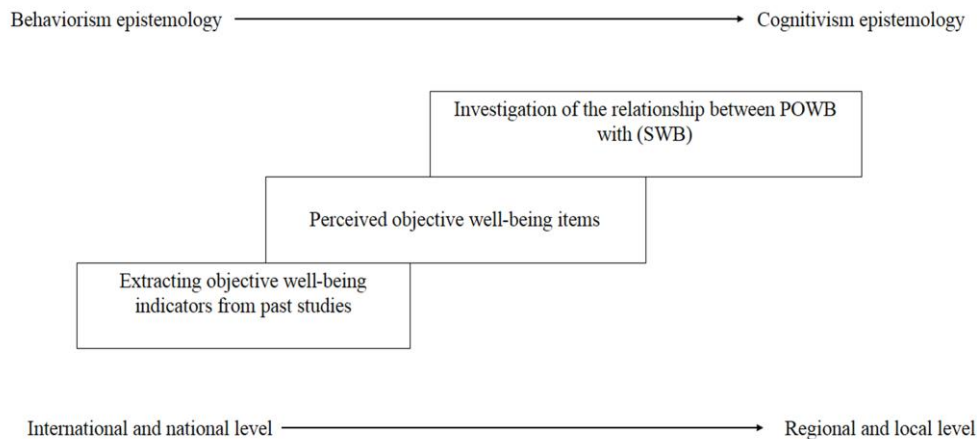 Behaviorism epistemology
Cognitivism epistemology
Investigation of the relationship between POWB
with (SWB)
Perceived objective well-being items
Extracting objective well-being
indicators from past studies
International and national level
Regional and local level